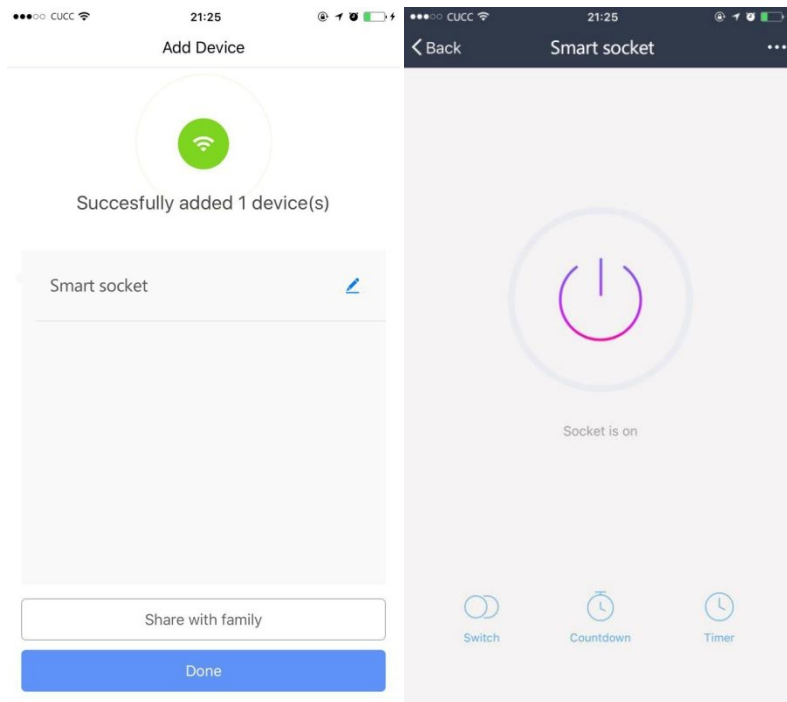 CUCC 21:25
Add Device
Succesfully added 1 device(s)
Smart socket
Share with family
Done
CUCC 21:25
Back Smart socket
Socket is on
Switch Countdown Timer